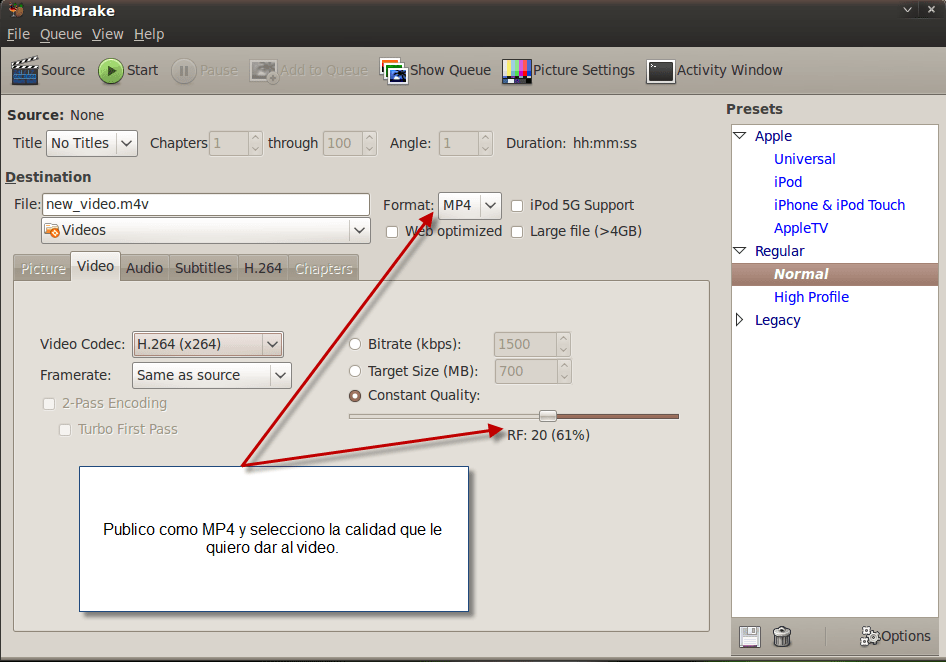 HandBrake
File Queue View Help
Source Start Pause Add to Queue Show Queue Picture Settings Activity Window
Source: None
Title No Titles Chapters 1 through 100 Angle: 1 Duration: hh:mm:ss
Destination
File: new_video.m4v Format: MP4 iPod 5G Support
Videos Web optimized Large file (>4GB)
Picture Video Audio Subtitles H.264 Chapters
Video Codec: H.264 (x264) Bitrate (kbps): 1500
Framerate: Same as source Target Size (MB): 700
2-Pass Encoding Constant Quality:
Turbo First Pass RF: 20 (61%)
Publico como MP4 y selecciono la calidad que le
quiero dar al video.
Presets
Apple
Universal
iPod
iPhone & iPod Touch
AppleTV
Regular
Normal
High Profile
Legacy
Options